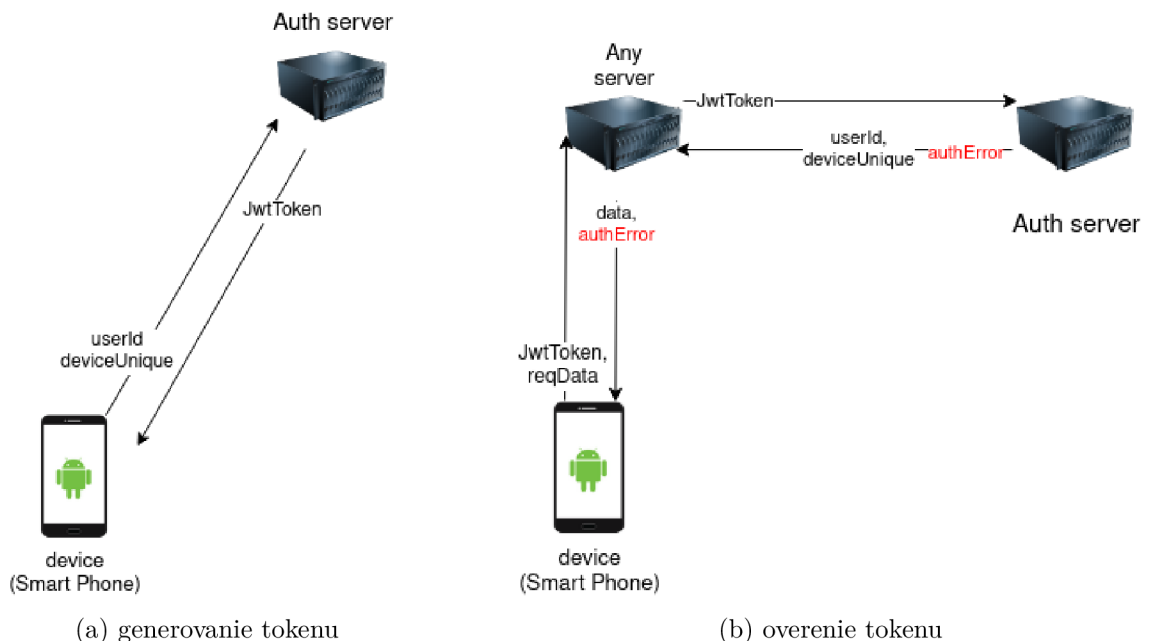 Auth server
JwtToken
userId
deviceUnique
device
(Smart Phone)
(a) generovanie tokenu
Any
server
JwtToken
userId,
deviceUnique authError
Auth server
data,
authError
JwtToken,
reqData
device
(Smart Phone)
(b) overenie tokenu